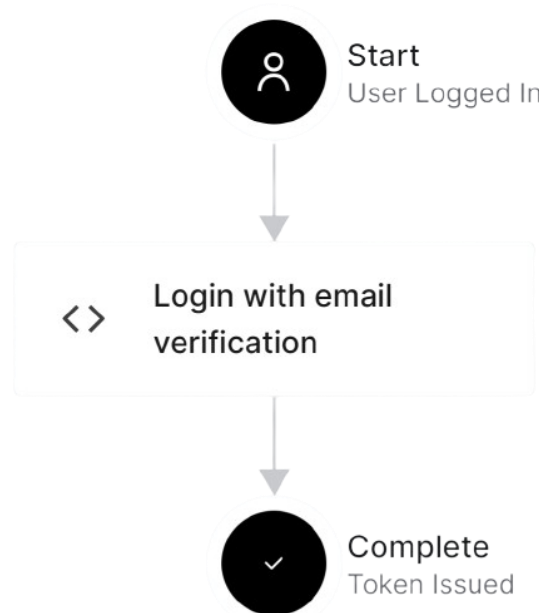 Start
User Logged In
Login with email
verification
Complete
Token Issued